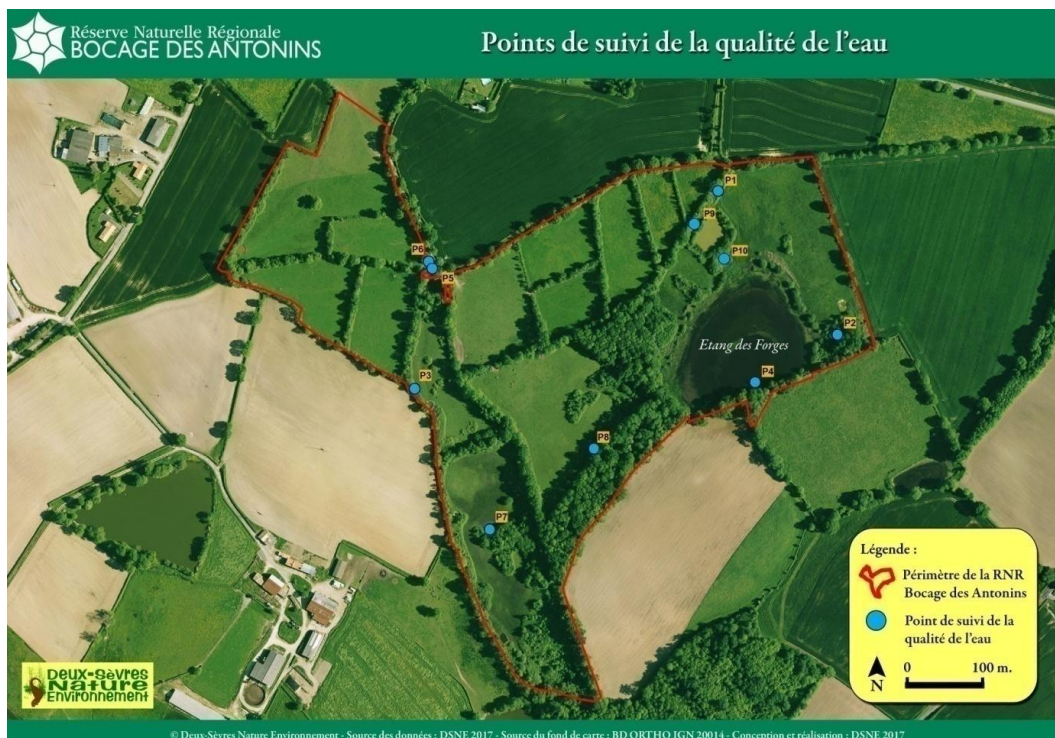 Réserve Naturelle Régionale
BOCAGE DES ANTONINS
Points de suivi de la qualité de l'eau
P1
P9
P10
P6
P5
P2
Etang des Forges
P4
P3
P8
P7
Légende :
Périmètre de la RNR
Bocage des Antonins
Point de suivi de la
qualité de l'eau
N
0 100 m.
DEUX-SèVRES
NATURE
ENVIRONNEMENT
© Deux-Sèvres Nature Environnement - Source des données : DSNE 2017 - Source du fond de carte : BD ORTHO IGN 20014 - Conception et réalisation : DSNE 2017